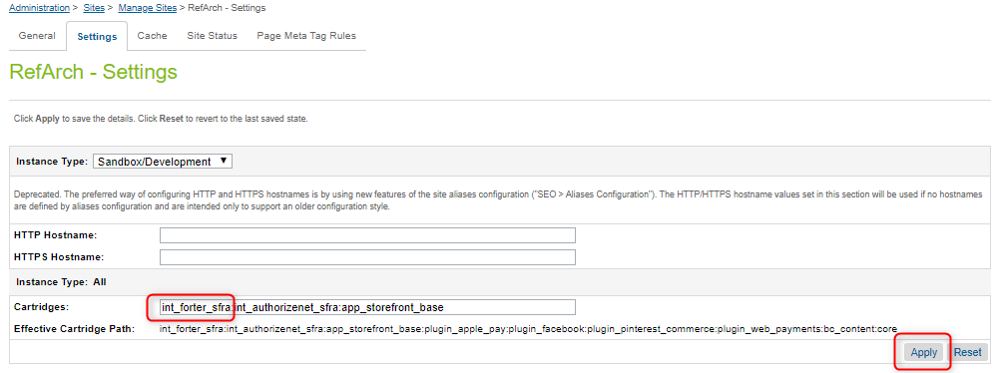 Administration > Sites > Manage Sites > RefArch - Settings
General Settings Cache Site Status Page Meta Tag Rules
RefArch - Settings
Click Apply to save the details. Click Reset to revert to the last saved state.
Instance Type: Sandbox/Development
Deprecated. The preferred way of configuring HTTP and HTTPS hostnames is by using new features of the site aliases configuration ("SEO > Aliases Configuration"). The HTTP/HTTPS hostname values set in this section will be used if no hostnames
are defined by aliases configuration and are intended only to support an older configuration style.
HTTP Hostname:
HTTPS Hostname:
Instance Type: All
Cartridges: int_forter_sfra:int_authorizenet_sfra:app_storefront_base
Effective Cartridge Path: int_forter_sfra:int_authorizenet_sfra:app_storefront_base:plugin_apple_pay:plugin_facebook:plugin_pinterest_commerce:plugin_web_payments:bc_content:core
Apply Reset